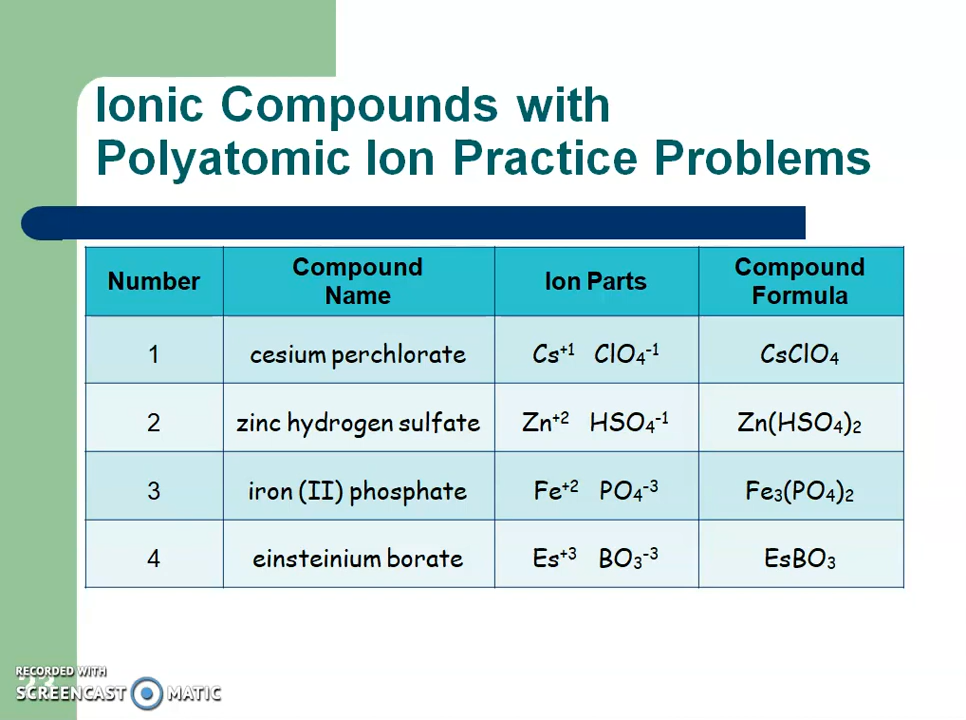 Ionic Compounds with
Polyatomic Ion Practice Problems
Number Compound Name Ion Parts Compound Formula
1 cesium perchlorate Cs⁺¹ ClO₄⁻¹ CsClO₄
2 zinc hydrogen sulfate Zn⁺² HSO₄⁻¹ Zn(HSO₄)₂
3 iron (II) phosphate Fe⁺² PO₄⁻³ Fe₃(PO₄)₂
4 einsteinium borate Es⁺³ BO₃⁻³ EsBO₃
RECORDED WITH
SCREENCAST MATIC